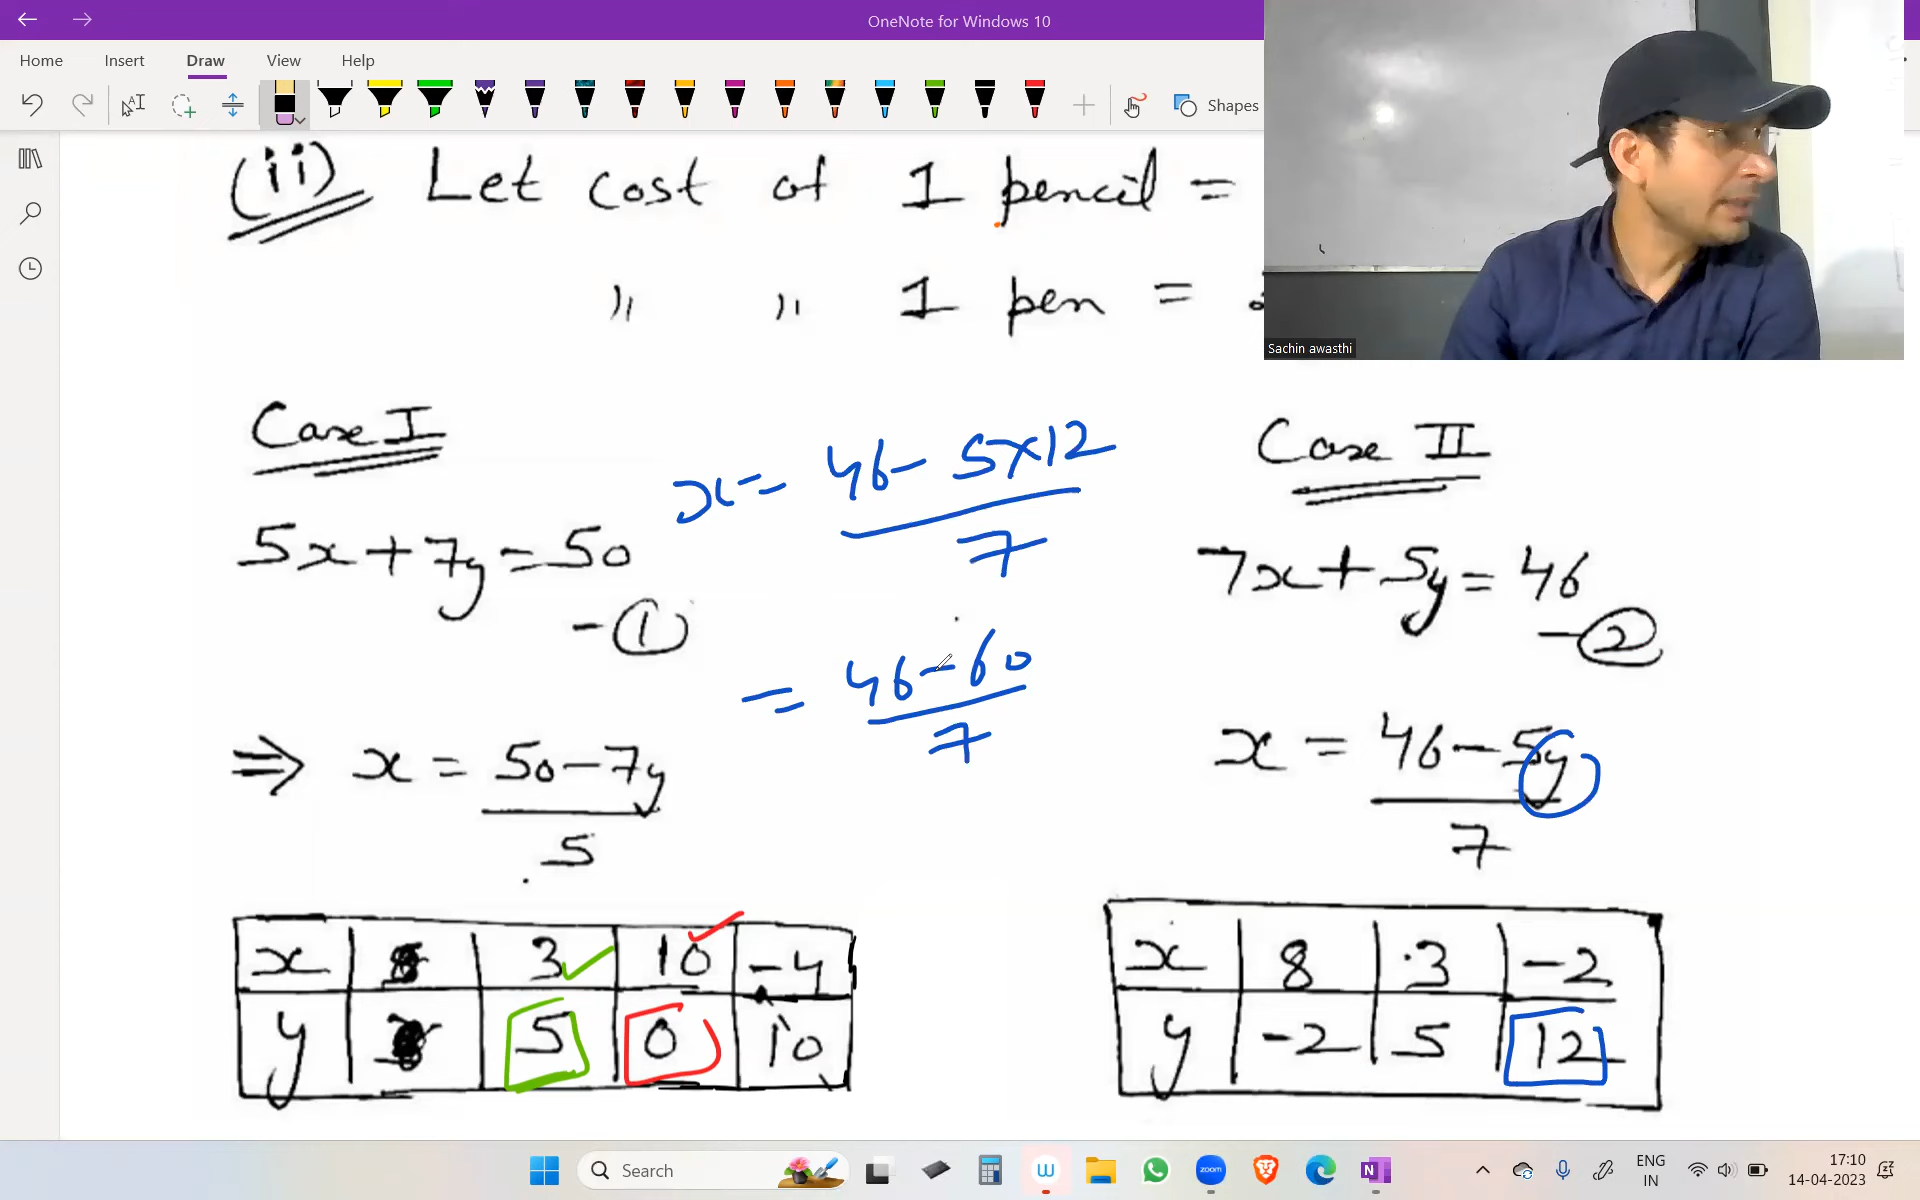 OneNote for Windows 10
Home Insert Draw View Help
Shapes
(ii) Let cost of 1 pencil =
" " 1 pen =
Sachin awasthi
Case I
5x + 7y = 50
- ①
⇒ x = 50 - 7y
5
x 3 10 -4
y 5 0 10
x = 46 - 5×12
7
= 46 - 60
7
Case II
7x + 5y = 46
- ②
x = 46 - 5y
7
x 8 3 -2
y -2 5 12
Search
W
zoom
N
ENG
IN
17:10
14-04-2023